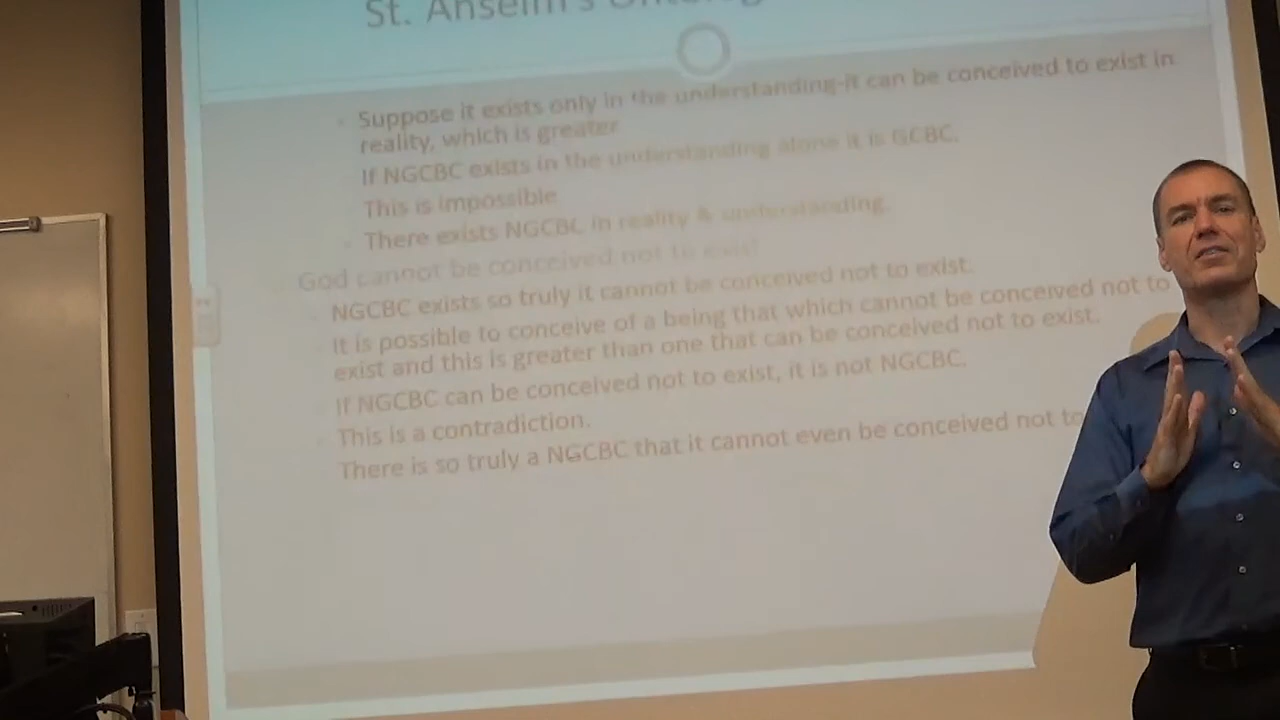 St. Anselm's Ontolog
Suppose it exists only in the understanding-it can be conceived to exist in
reality, which is greater
If NGCBC exists in the understanding alone it is GCBC.
This is impossible
There exists NGCBC in reality & understanding.
God cannot be conceived not to exist
NGCBC exists so truly it cannot be conceived not to exist.
It is possible to conceive of a being that which cannot be conceived not to
exist and this is greater than one that can be conceived not to exist.
If NGCBC can be conceived not to exist, it is not NGCBC.
This is a contradiction.
There is so truly a NGCBC that it cannot even be conceived not to